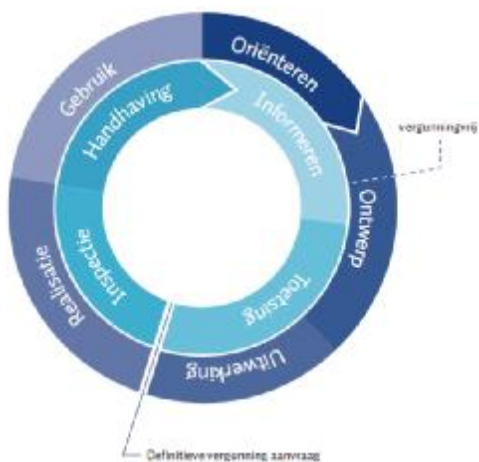 Oriënteren
Ontwerp
Uitwerking
Realisatie
Gebruik
Informeren
Toetsing
Inspectie
Handhaving
vergunningvrij
Definitieve vergunning aanvraag